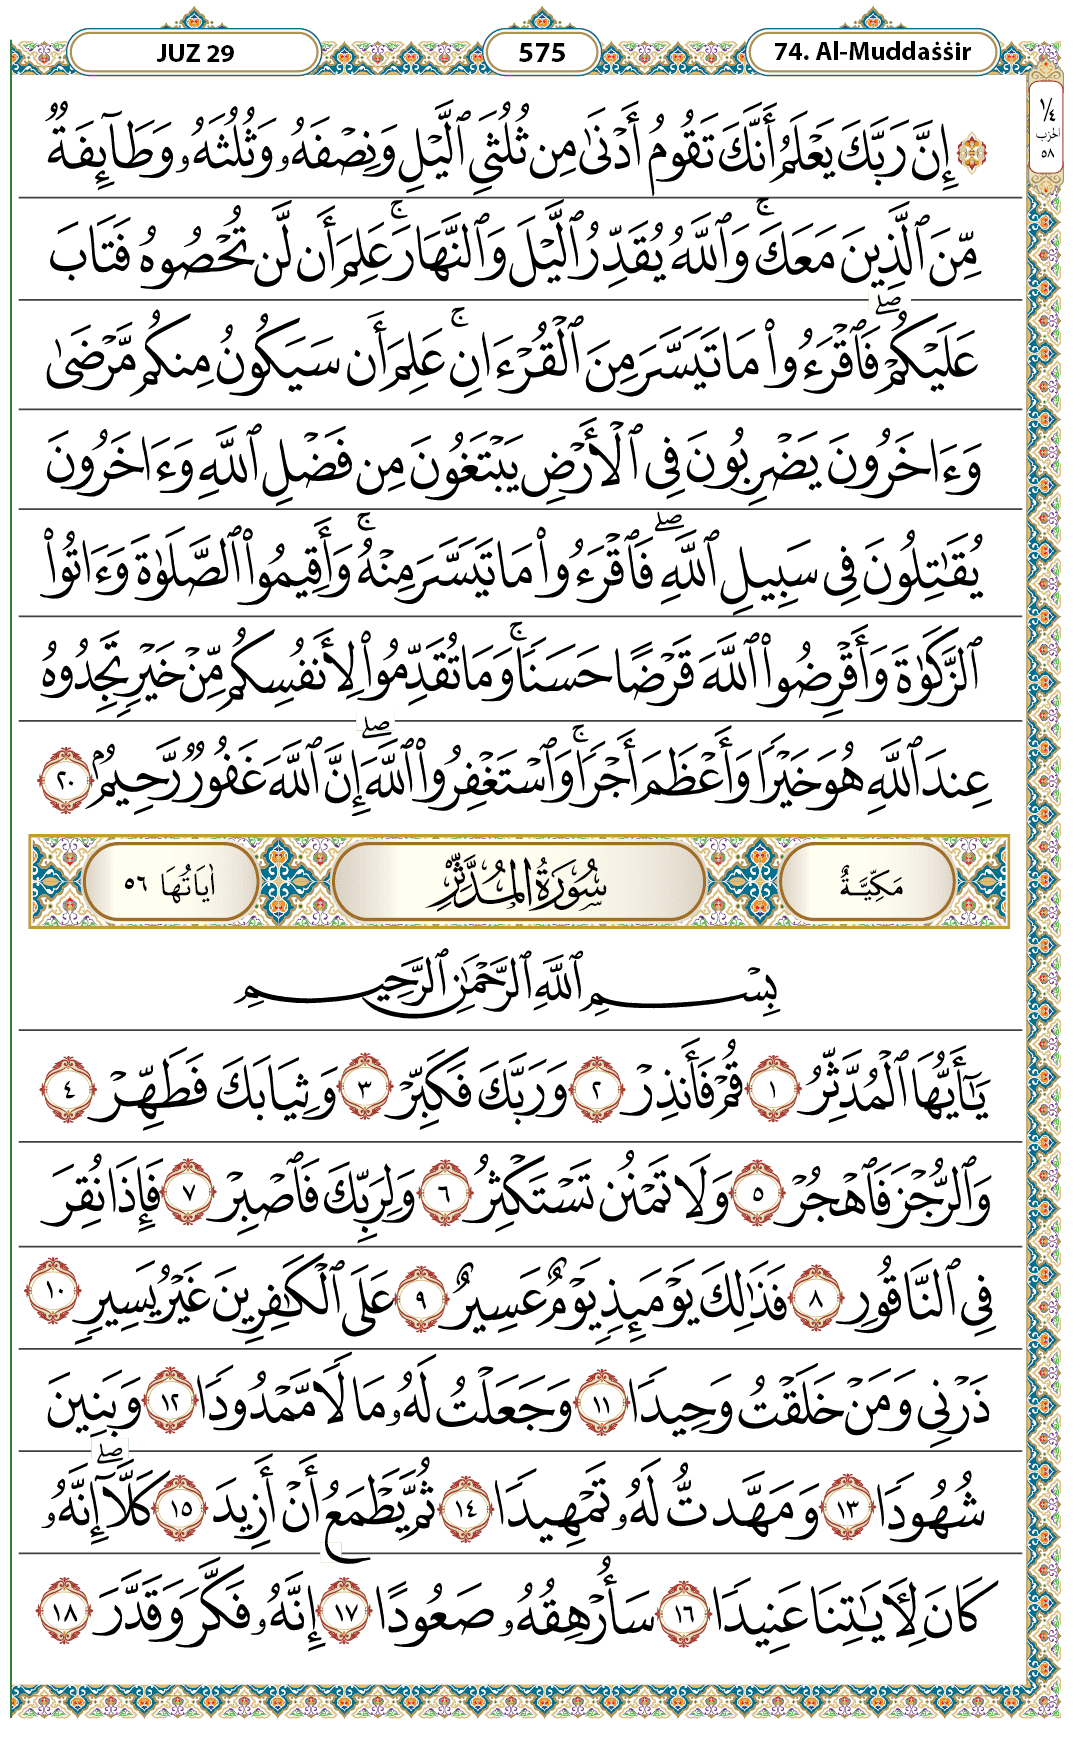 JUZ 29
575
74. Al-Muddaṡṡir
١/٤
الحزب
٥٨
۞ إِنَّ رَبَّكَ يَعْلَمُ أَنَّكَ تَقُومُ أَدْنَىٰ مِن ثُلُثَىِ ٱلَّيْلِ وَنِصْفَهُۥ وَثُلُثَهُۥ وَطَآئِفَةٌ
مِّنَ ٱلَّذِينَ مَعَكَ ۚ وَٱللَّهُ يُقَدِّرُ ٱلَّيْلَ وَٱلنَّهَارَ ۚ عَلِمَ أَن لَّن تُحْصُوهُ فَتَابَ
عَلَيْكُمْ ۖ فَٱقْرَءُوا۟ مَا تَيَسَّرَ مِنَ ٱلْقُرْءَانِ ۚ عَلِمَ أَن سَيَكُونُ مِنكُم مَّرْضَىٰ
وَءَاخَرُونَ يَضْرِبُونَ فِى ٱلْأَرْضِ يَبْتَغُونَ مِن فَضْلِ ٱللَّهِ وَءَاخَرُونَ
يُقَـٰتِلُونَ فِى سَبِيلِ ٱللَّهِ ۖ فَٱقْرَءُوا۟ مَا تَيَسَّرَ مِنْهُ ۚ وَأَقِيمُوا۟ ٱلصَّلَوٰةَ وَءَاتُوا۟
ٱلزَّكَوٰةَ وَأَقْرِضُوا۟ ٱللَّهَ قَرْضًا حَسَنًا ۚ وَمَا تُقَدِّمُوا۟ لِأَنفُسِكُم مِّنْ خَيْرٍ تَجِدُوهُ
عِندَ ٱللَّهِ هُوَ خَيْرًا وَأَعْظَمَ أَجْرًا ۚ وَٱسْتَغْفِرُوا۟ ٱللَّهَ ۖ إِنَّ ٱللَّهَ غَفُورٌ رَّحِيمٌۢ ٢٠
مَكِّيَّةٌ
سُورَةُ الْمُدَّثِّرِ
اٰيَاتُهَا ٥٦
بِسْمِ ٱللَّهِ ٱلرَّحْمَـٰنِ ٱلرَّحِيمِ
يَـٰٓأَيُّهَا ٱلْمُدَّثِّرُ ١ قُمْ فَأَنذِرْ ٢ وَرَبَّكَ فَكَبِّرْ ٣ وَثِيَابَكَ فَطَهِّرْ ٤
وَٱلرُّجْزَ فَٱهْجُرْ ٥ وَلَا تَمْنُن تَسْتَكْثِرُ ٦ وَلِرَبِّكَ فَٱصْبِرْ ٧ فَإِذَا نُقِرَ
فِى ٱلنَّاقُورِ ٨ فَذَٰلِكَ يَوْمَئِذٍ يَوْمٌ عَسِيرٌ ٩ عَلَى ٱلْكَـٰفِرِينَ غَيْرُ يَسِيرٍ ١٠
ذَرْنِى وَمَنْ خَلَقْتُ وَحِيدًا ١١ وَجَعَلْتُ لَهُۥ مَالًا مَّمْدُودًا ١٢ وَبَنِينَ
شُهُودًا ١٣ وَمَهَّدتُّ لَهُۥ تَمْهِيدًا ١٤ ثُمَّ يَطْمَعُ أَنْ أَزِيدَ ١٥ كَلَّآ ۖ إِنَّهُۥ
كَانَ لِـَٔايَـٰتِنَا عَنِيدًا ١٦ سَأُرْهِقُهُۥ صَعُودًا ١٧ إِنَّهُۥ فَكَّرَ وَقَدَّرَ ١٨